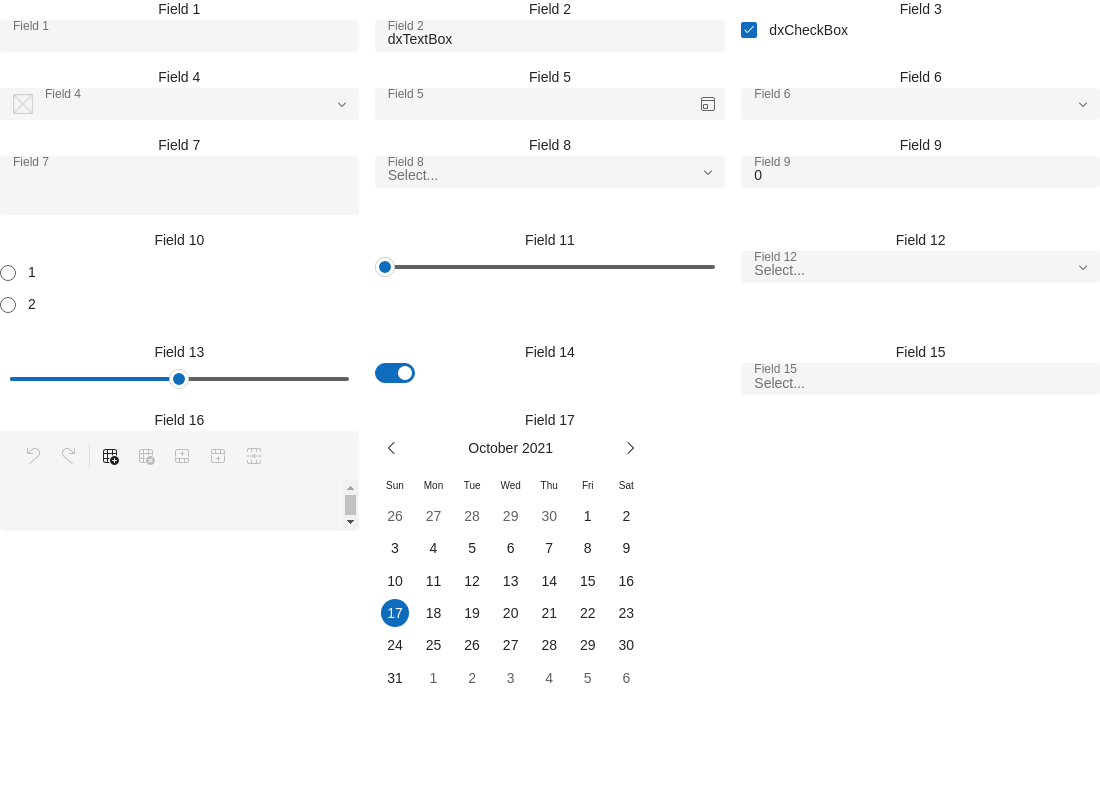 Field 1 Field 2 Field 3
Field 1
Field 2
dxTextBox
dxCheckBox
Field 4 Field 5 Field 6
Field 4
Field 5
Field 6
Field 7 Field 8 Field 9
Field 7
Field 8
Select...
Field 9
0
Field 10 Field 11 Field 12
1
2
Field 12
Select...
Field 13 Field 14 Field 15
Field 15
Select...
Field 16 Field 17
October 2021
Sun Mon Tue Wed Thu Fri Sat
26 27 28 29 30 1 2
3 4 5 6 7 8 9
10 11 12 13 14 15 16
17 18 19 20 21 22 23
24 25 26 27 28 29 30
31 1 2 3 4 5 6